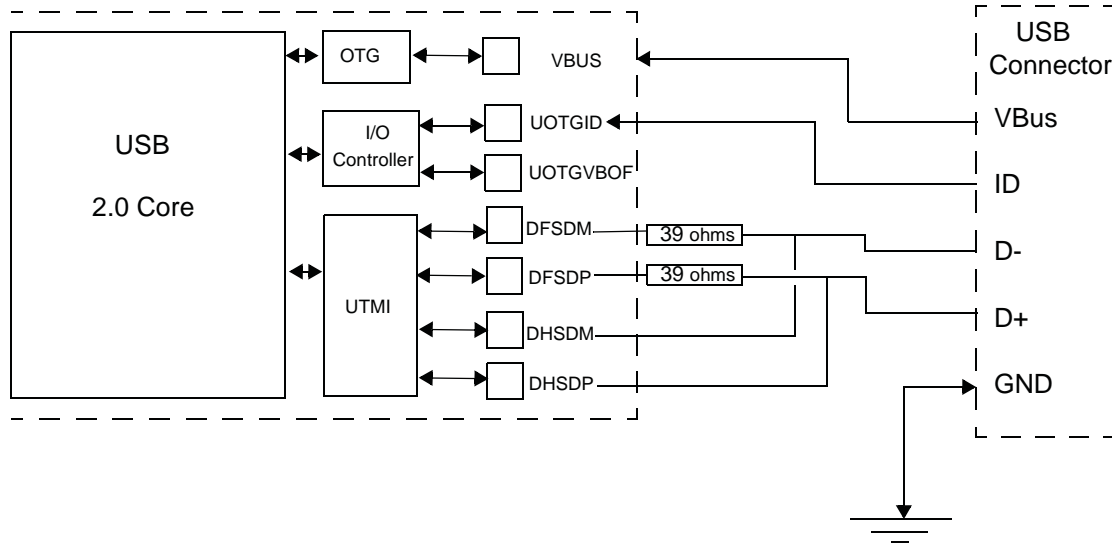 USB
2.0 Core
OTG
I/O
Controller
UTMI
VBUS
UOTGID
UOTGVBOF
DFSDM
DFSDP
DHSDM
DHSDP
39 ohms
39 ohms
USB
Connector
VBus
ID
D-
D+
GND